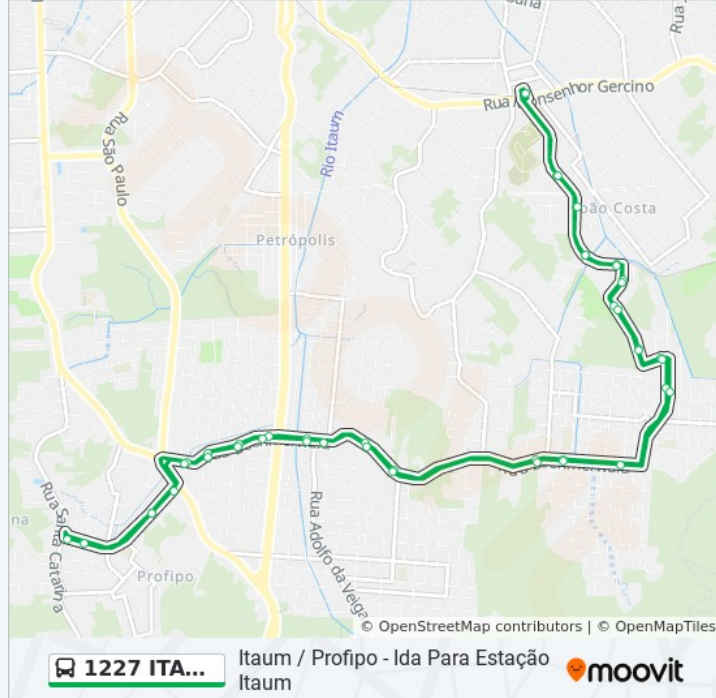 Rua Monsenhor Gercino
Rua São Paulo
Rio Itaum
João Costa
Petrópolis
Rua Santa Catarina
Rua Adolfo da Veiga
Profipo
© OpenStreetMap contributors | © OpenMapTiles
1227 ITA...
Itaum / Profipo - Ida Para Estação
Itaum
moovit